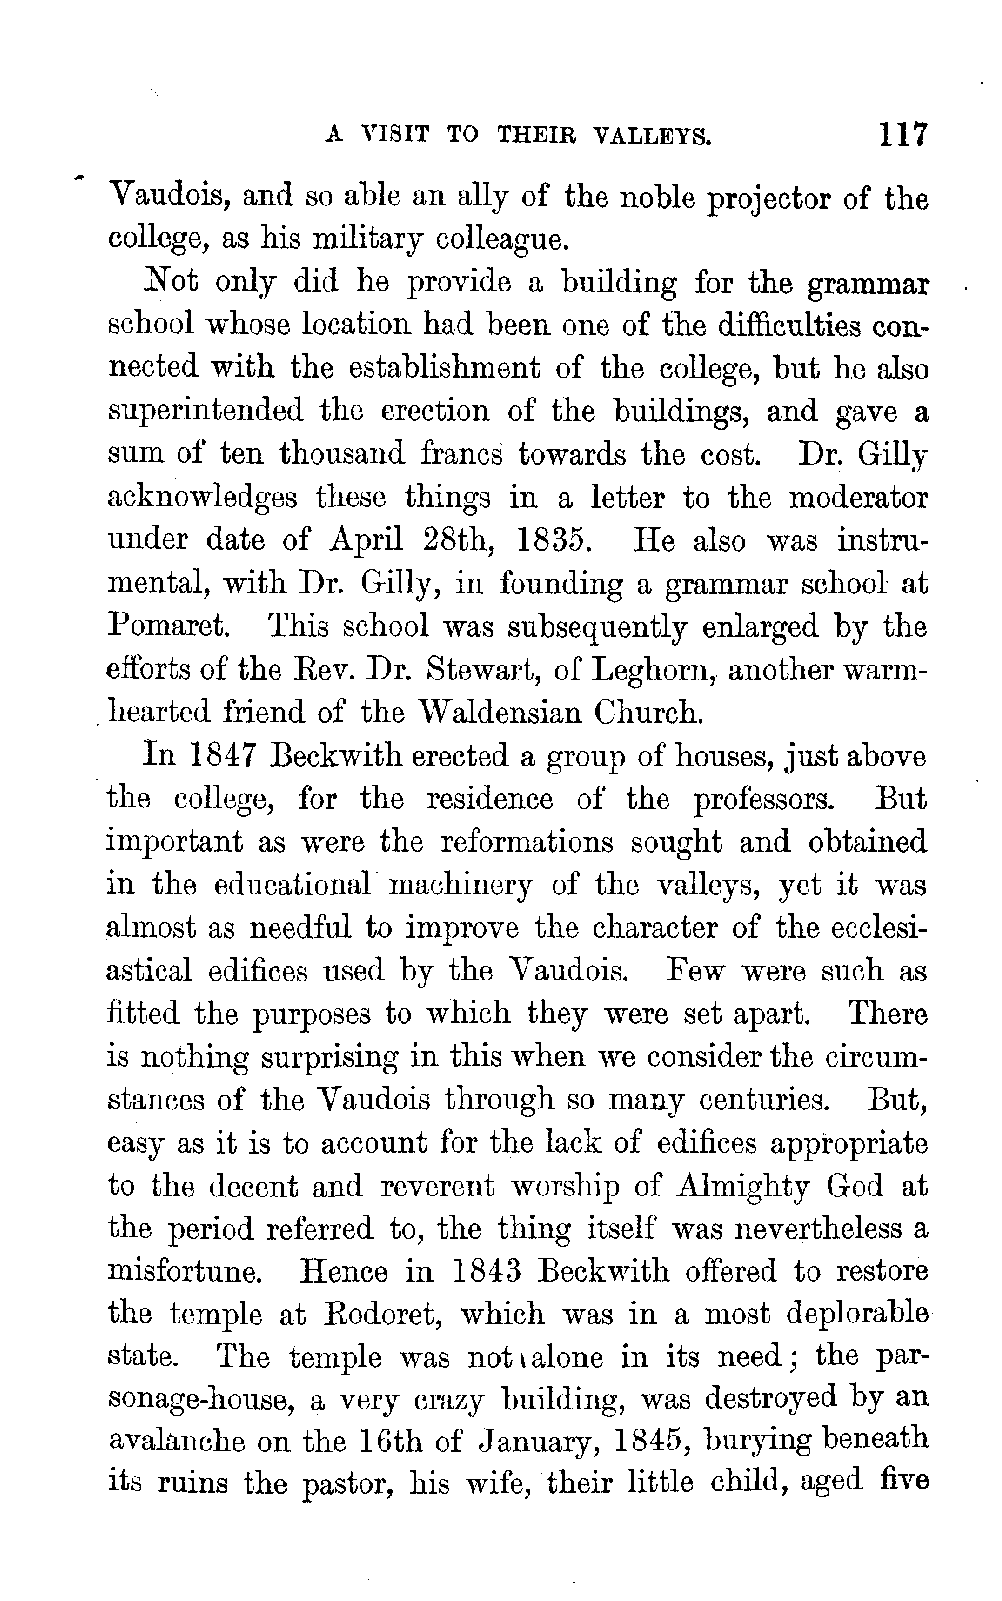 A VISIT TO THEIR VALLEYS. 117
Vaudois, and so able an ally of the noble projector of the
college, as his military colleague.
Not only did he provide a building for the grammar
school whose location had been one of the difficulties con-
nected with the establishment of the college, but he also
superintended the erection of the buildings, and gave a
sum of ten thousand francs towards the cost. Dr. Gilly
acknowledges these things in a letter to the moderator
under date of April 28th, 1835. He also was instru-
mental, with Dr. Gilly, in founding a grammar school at
Pomaret. This school was subsequently enlarged by the
efforts of the Rev. Dr. Stewart, of Leghorn, another warm-
hearted friend of the Waldensian Church.
In 1847 Beckwith erected a group of houses, just above
the college, for the residence of the professors. But
important as were the reformations sought and obtained
in the educational machinery of the valleys, yet it was
almost as needful to improve the character of the ecclesi-
astical edifices used by the Vaudois. Few were such as
fitted the purposes to which they were set apart. There
is nothing surprising in this when we consider the circum-
stances of the Vaudois through so many centuries. But,
easy as it is to account for the lack of edifices appropriate
to the decent and reverent worship of Almighty God at
the period referred to, the thing itself was nevertheless a
misfortune. Hence in 1843 Beckwith offered to restore
the temple at Rodoret, which was in a most deplorable
state. The temple was not alone in its need; the par-
sonage-house, a very crazy building, was destroyed by an
avalanche on the 16th of January, 1845, burying beneath
its ruins the pastor, his wife, their little child, aged five